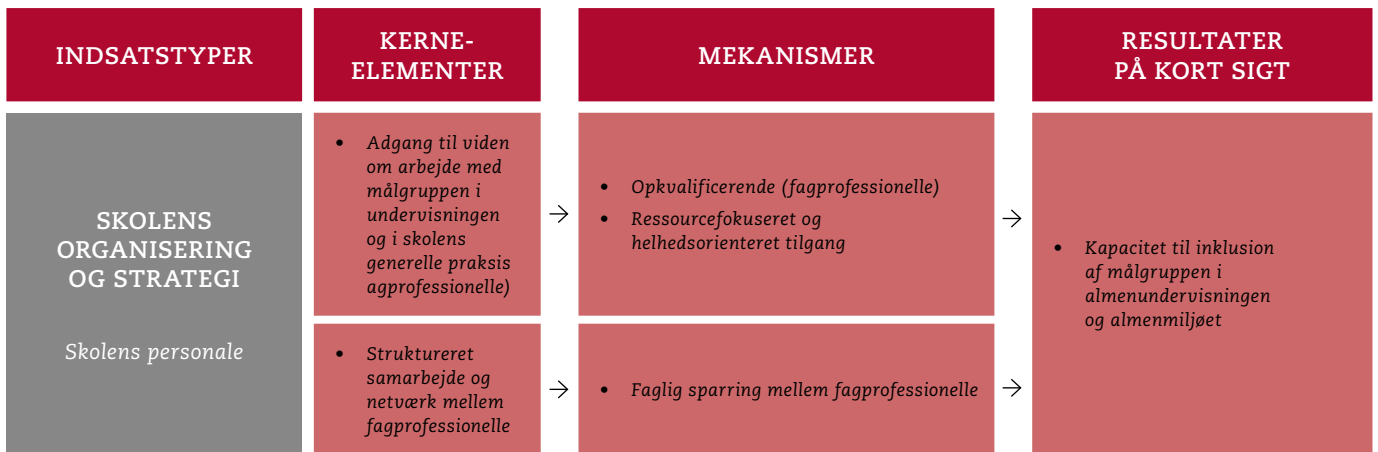 INDSATSTYPER
KERNE-
ELEMENTER
MEKANISMER
RESULTATER
PÅ KORT SIGT
SKOLENS
ORGANISERING
OG STRATEGI
Skolens personale
• Adgang til viden
om arbejde med
målgruppen i
undervisningen
og i skolens
generelle praksis
agprofessionelle)
→
• Opkvalificerende (fagprofessionelle)
• Ressourcefokuseret og
helhedsorienteret tilgang
→
• Struktureret
samarbejde og
netværk mellem
fagprofessionelle
→
• Faglig sparring mellem fagprofessionelle
→
• Kapacitet til inklusion
af målgruppen i
almenundervisningen
og almenmiljøet